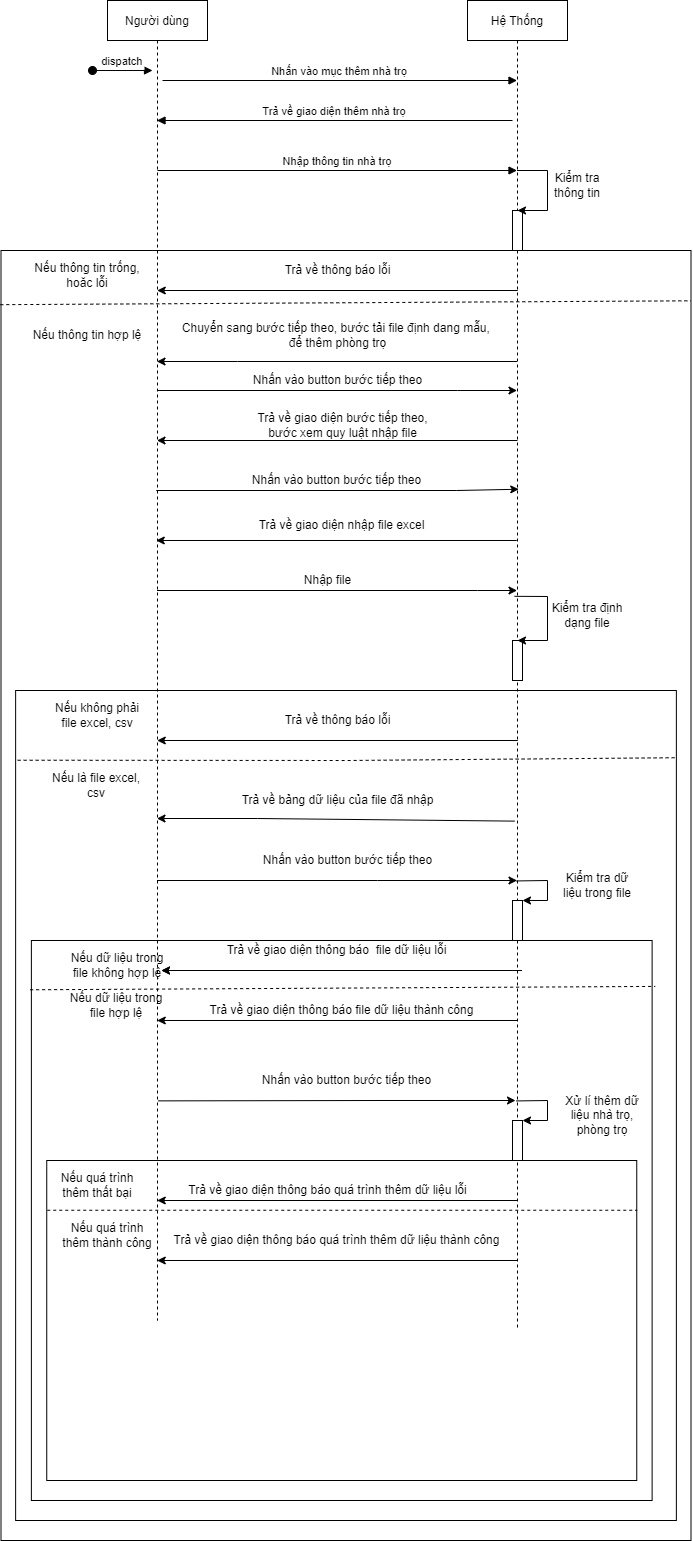 Người dùng
Hệ Thống
dispatch
Nhấn vào mục thêm nhà trọ
Trả về giao diện thêm nhà trọ
Nhập thông tin nhà trọ
Kiểm tra
thông tin
Nếu thông tin trống,
hoặc lỗi
Trả về thông báo lỗi
Nếu thông tin hợp lệ
Chuyển sang bước tiếp theo, bước tải file định dang mẫu,
để thêm phòng trọ
Nhấn vào button bước tiếp theo
Trả về giao diện bước tiếp theo,
bước xem quy luật nhập file
Nhấn vào button bước tiếp theo
Trả về giao diện nhập file excel
Nhập file
Kiểm tra định
dạng file
Nếu không phải
file excel, csv
Trả về thông báo lỗi
Nếu là file excel,
csv
Trả về bảng dữ liệu của file đã nhập
Nhấn vào button bước tiếp theo
Kiểm tra dữ
liệu trong file
Nếu dữ liệu trong
file không hợp lệ
Trả về giao diện thông báo file dữ liệu lỗi
Nếu dữ liệu trong
file hợp lệ
Trả về giao diện thông báo file dữ liệu thành công
Nhấn vào button bước tiếp theo
Xử lí thêm dữ
liệu nhà trọ,
phòng trọ
Nếu quá trình
thêm thất bại
Trả về giao diện thông báo quá trình thêm dữ liệu lỗi
Nếu quá trình
thêm thành công
Trả về giao diện thông báo quá trình thêm dữ liệu thành công